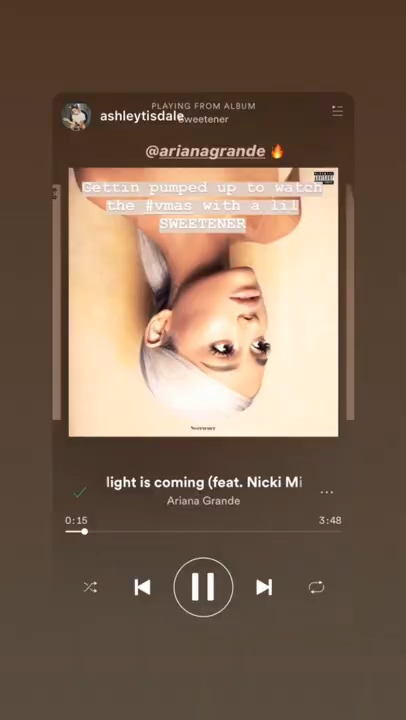 PLAYING FROM ALBUM
ashleytisdale
Sweetener
@arianagrande 🔥
Gettin pumped up to watch
the #vmas with a lil
SWEETENER
light is coming (feat. Nicki Mi
Ariana Grande
0:15
3:48